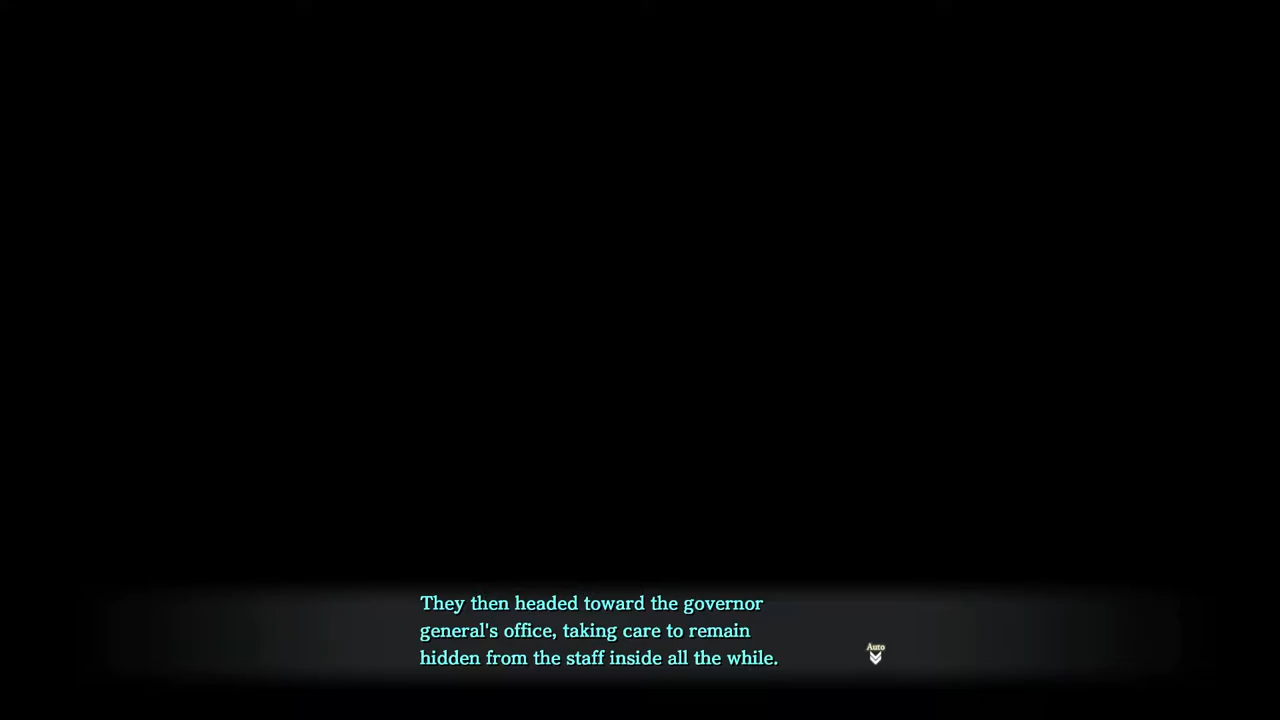 They then headed toward the governor
general's office, taking care to remain
hidden from the staff inside all the while.
Auto